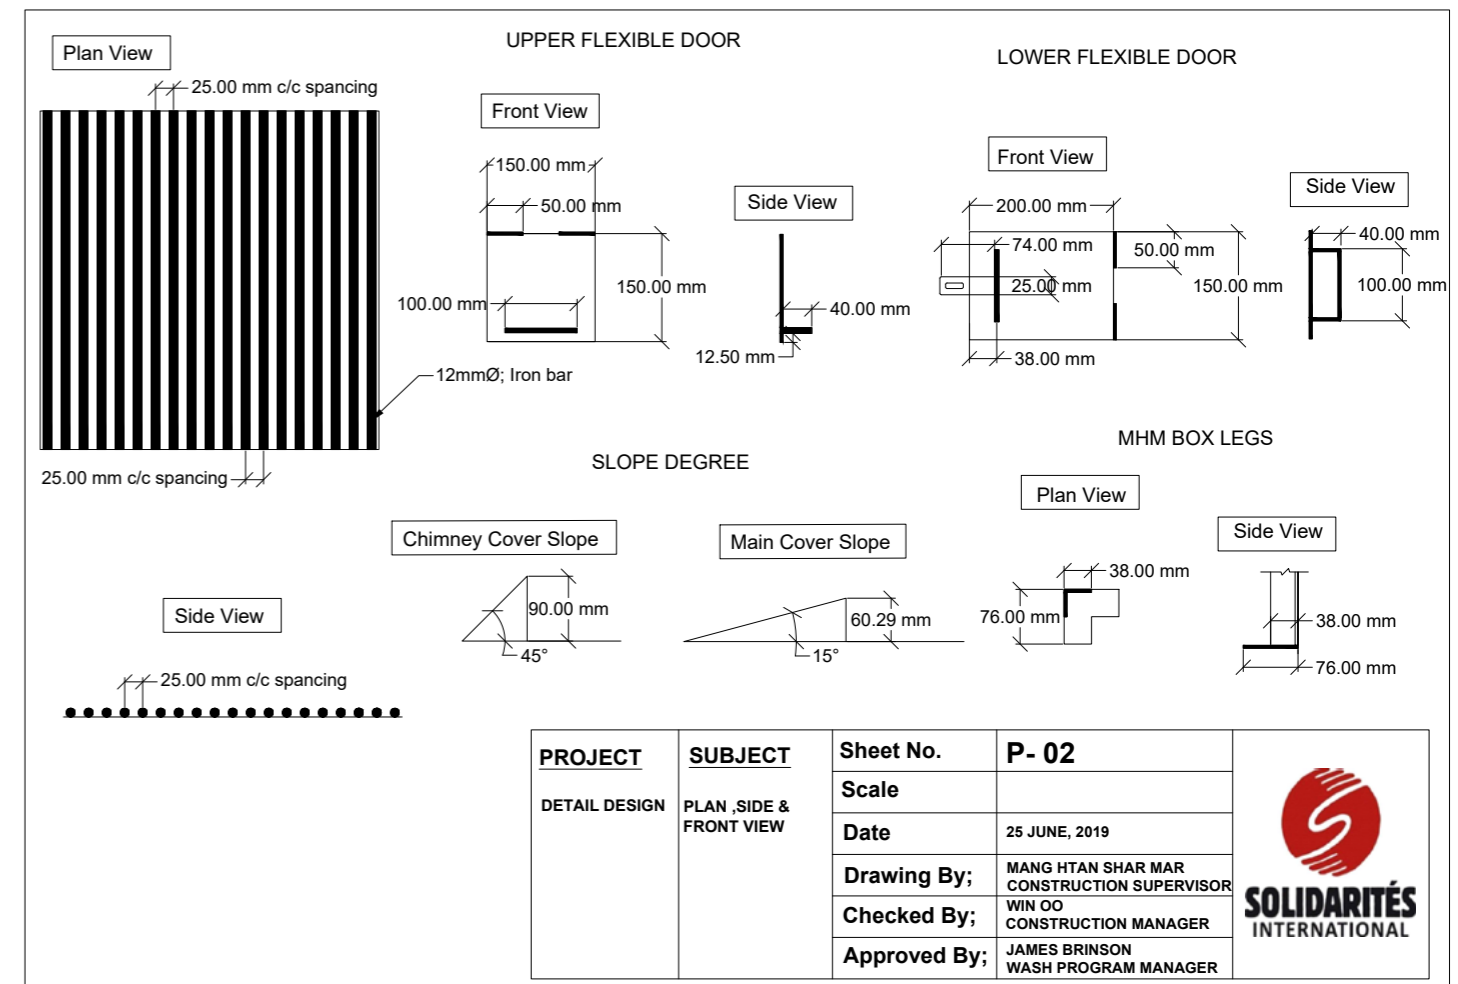 Plan View
25.00 mm c/c spancing
12mmØ; Iron bar
25.00 mm c/c spancing
Side View
25.00 mm c/c spancing
UPPER FLEXIBLE DOOR
Front View
150.00 mm
50.00 mm
150.00 mm
100.00 mm
Side View
40.00 mm
12.50 mm
LOWER FLEXIBLE DOOR
Front View
200.00 mm
74.00 mm
50.00 mm
25.00 mm
150.00 mm
38.00 mm
Side View
40.00 mm
100.00 mm
SLOPE DEGREE
Chimney Cover Slope
90.00 mm
45°
Main Cover Slope
60.29 mm
15°
MHM BOX LEGS
Plan View
38.00 mm
76.00 mm
Side View
38.00 mm
76.00 mm
PROJECT
DETAIL DESIGN
SUBJECT
PLAN ,SIDE &
FRONT VIEW
Sheet No.
P- 02
Scale
Date
25 JUNE, 2019
Drawing By;
MANG HTAN SHAR MAR
CONSTRUCTION SUPERVISOR
Checked By;
WIN OO
CONSTRUCTION MANAGER
Approved By;
JAMES BRINSON
WASH PROGRAM MANAGER
SOLIDARITÉS
INTERNATIONAL